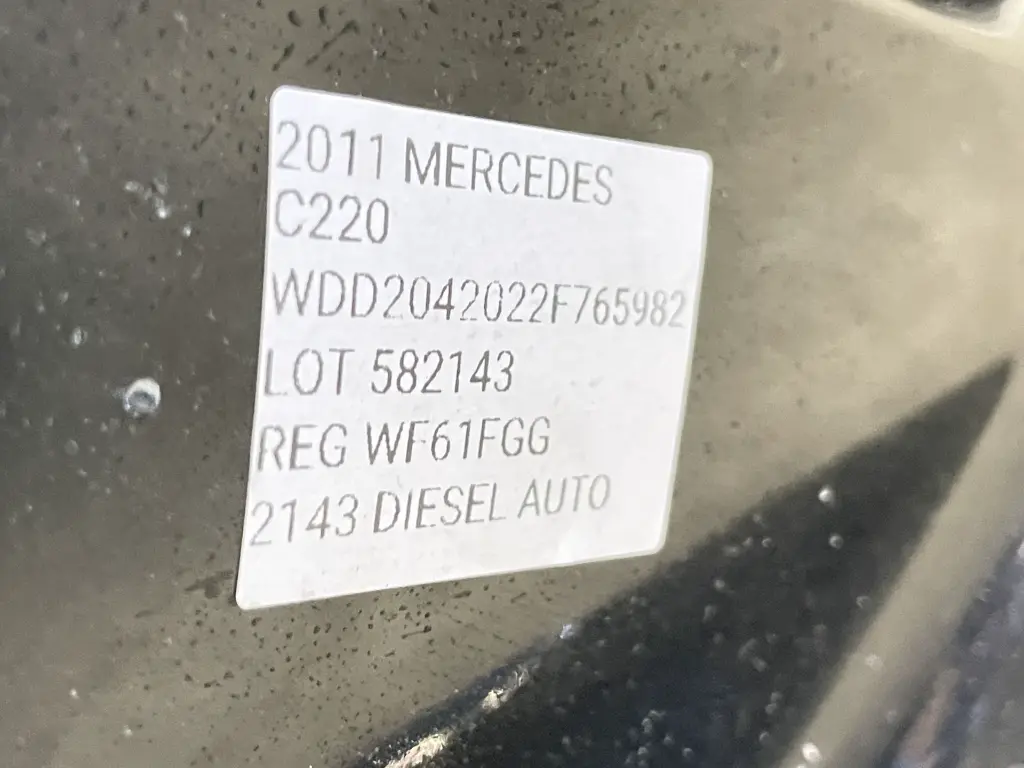 2011 MERCEDES
C220
WDD2042022F765982
LOT 582143
REG WF61FGG
2143 DIESEL AUTO